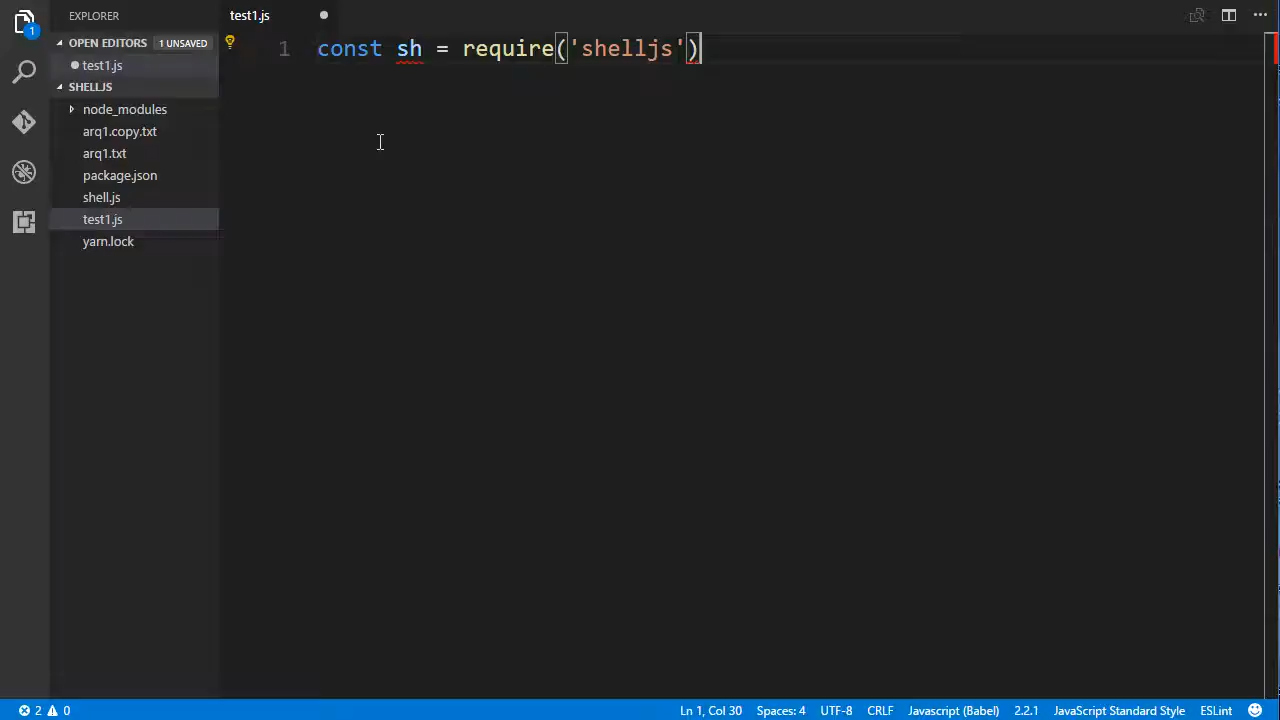 1
EXPLORER
OPEN EDITORS 1 UNSAVED
test1.js
SHELLJS
node_modules
arq1.copy.txt
arq1.txt
package.json
shell.js
test1.js
yarn.lock
test1.js
1 const sh = require('shelljs')
2 0 Ln 1, Col 30 Spaces: 4 UTF-8 CRLF Javascript (Babel) 2.2.1 JavaScript Standard Style ESLint